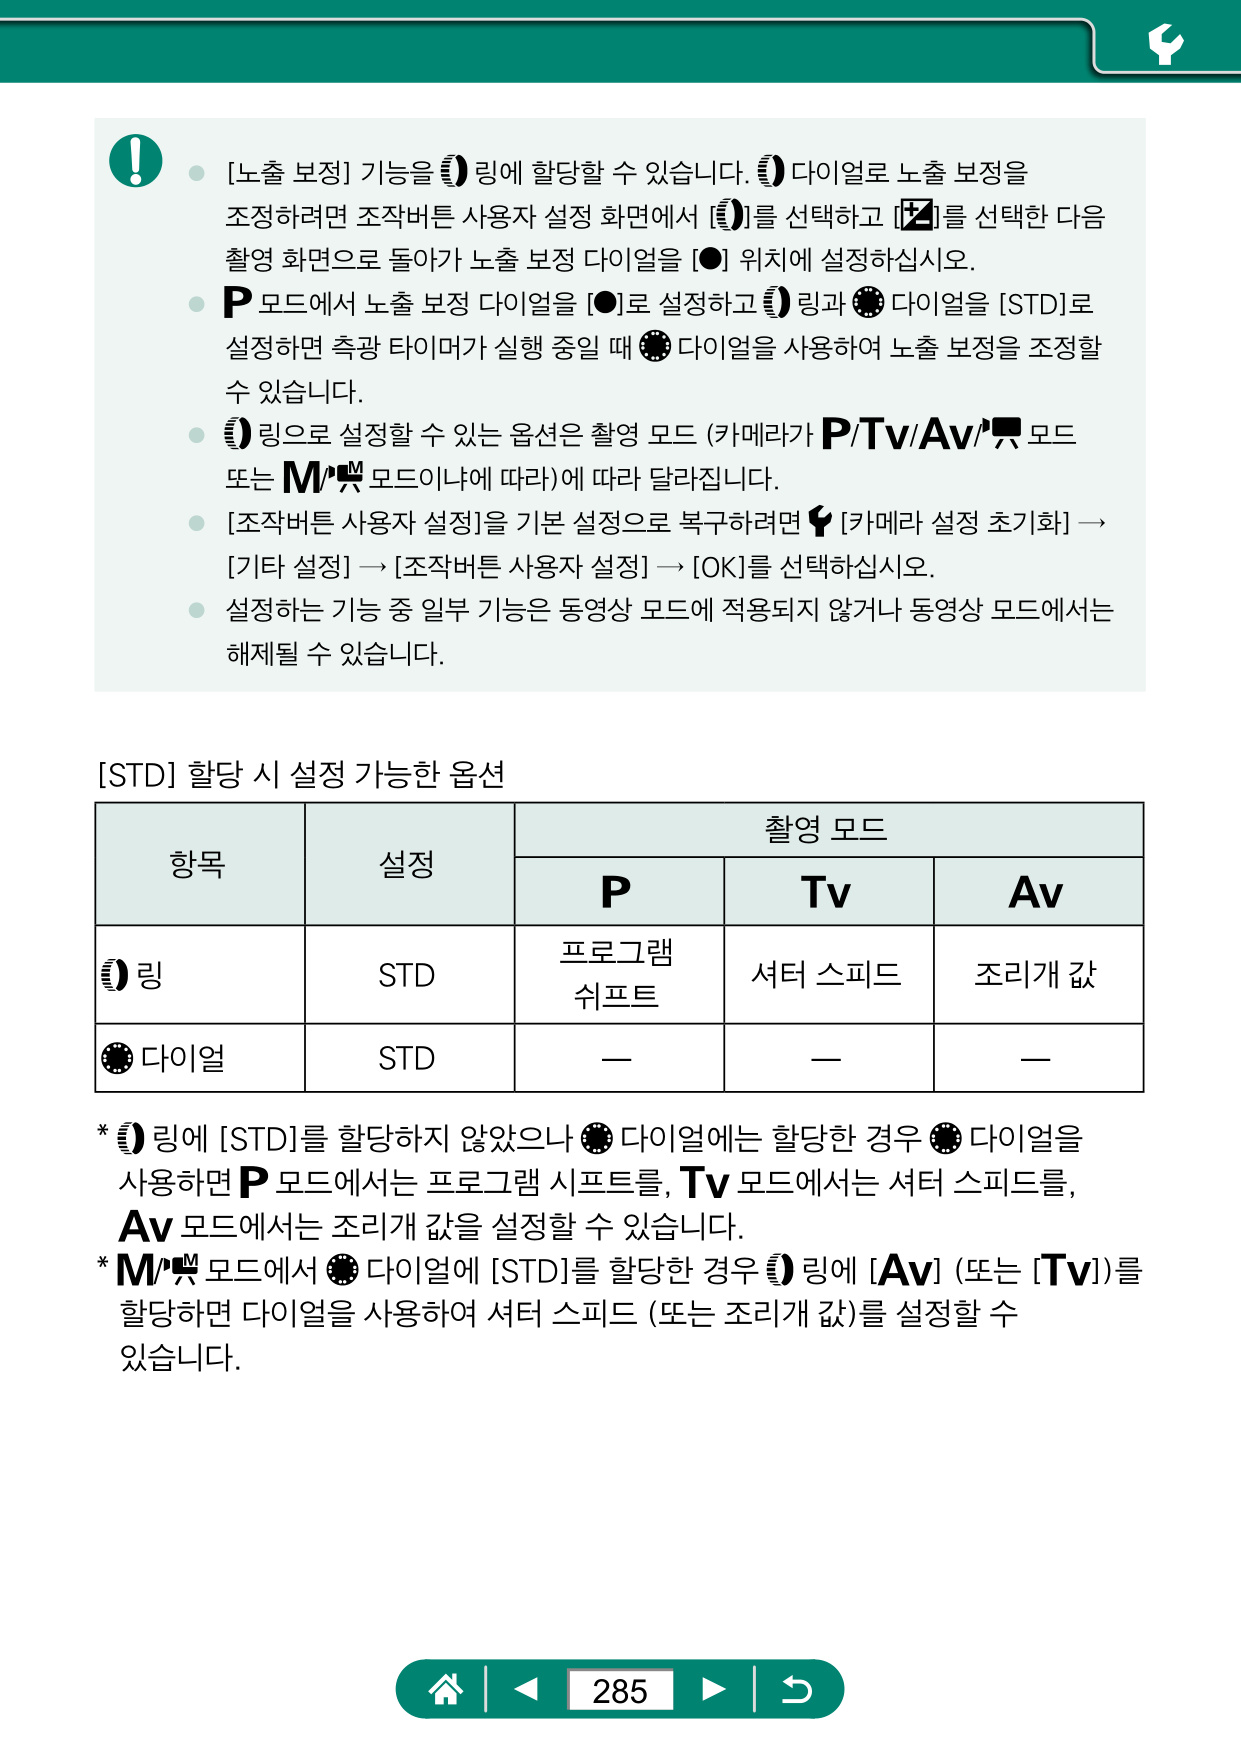 [노출 보정] 기능을 링에 할당할 수 있습니다. 다이얼로 노출 보정을
조정하려면 조작버튼 사용자 설정 화면에서 []를 선택하고 []를 선택한 다음
촬영 화면으로 돌아가 노출 보정 다이얼을 [●] 위치에 설정하십시오.
P 모드에서 노출 보정 다이얼을 [●]로 설정하고 링과 다이얼을 [STD]로
설정하면 측광 타이머가 실행 중일 때 다이얼을 사용하여 노출 보정을 조정할
수 있습니다.
링으로 설정할 수 있는 옵션은 촬영 모드 (카메라가 P/Tv/Av/ 모드
또는 M/M 모드이냐에 따라)에 따라 달라집니다.
[조작버튼 사용자 설정]을 기본 설정으로 복구하려면 [카메라 설정 초기화] →
[기타 설정] → [조작버튼 사용자 설정] → [OK]를 선택하십시오.
설정하는 기능 중 일부 기능은 동영상 모드에 적용되지 않거나 동영상 모드에서는
해제될 수 있습니다.
[STD] 할당 시 설정 가능한 옵션
항목 설정 촬영 모드
P Tv Av
링 STD 프로그램 쉬프트 셔터 스피드 조리개 값
다이얼 STD — — —
* 링에 [STD]를 할당하지 않았으나 다이얼에는 할당한 경우 다이얼을
사용하면 P 모드에서는 프로그램 시프트를, Tv 모드에서는 셔터 스피드를,
Av 모드에서는 조리개 값을 설정할 수 있습니다.
* M/M 모드에서 다이얼에 [STD]를 할당한 경우 링에 [Av] (또는 [Tv])를
할당하면 다이얼을 사용하여 셔터 스피드 (또는 조리개 값)를 설정할 수
있습니다.
285